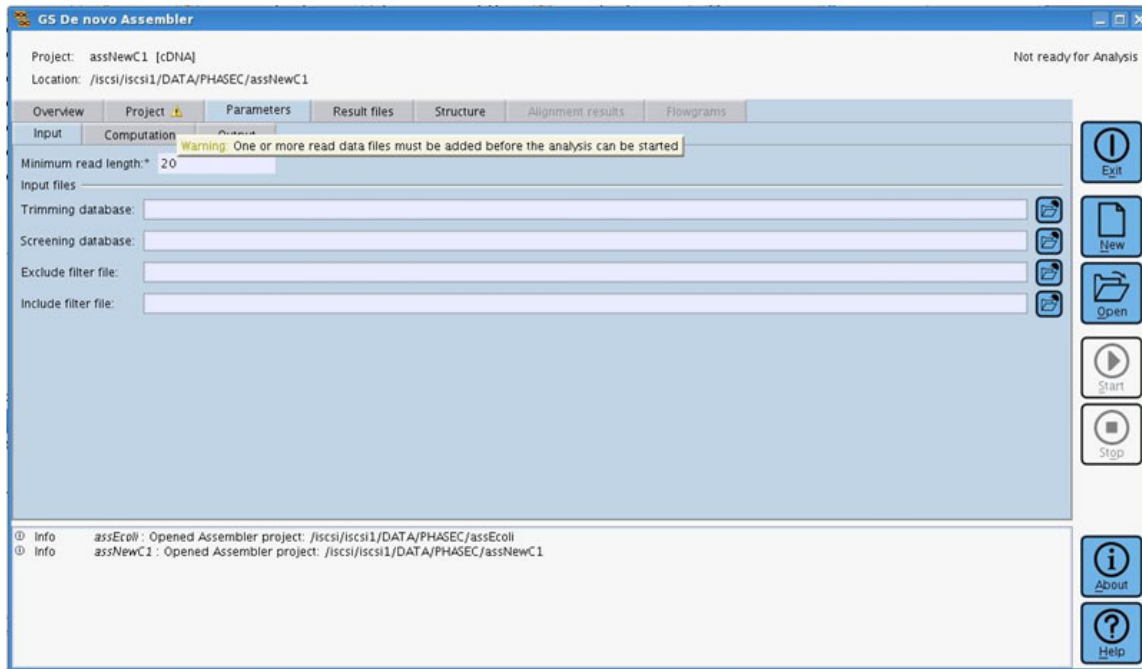 GS De novo Assembler
Project: assNewC1 [cDNA]
Not ready for Analysis
Location: /iscsi/iscsi1/DATA/PHASEC/assNewC1
Overview Project Parameters Result files Structure Alignment results Flowgrams
Input Computation Output
Warning: One or more read data files must be added before the analysis can be started
Minimum read length:* 20
Input files
Trimming database:
Screening database:
Exclude filter file:
Include filter file:
Exit
New
Open
Start
Stop
Info assEcoli : Opened Assembler project: /iscsi/iscsi1/DATA/PHASEC/assEcoli
Info assNewC1 : Opened Assembler project: /iscsi/iscsi1/DATA/PHASEC/assNewC1
About
Help